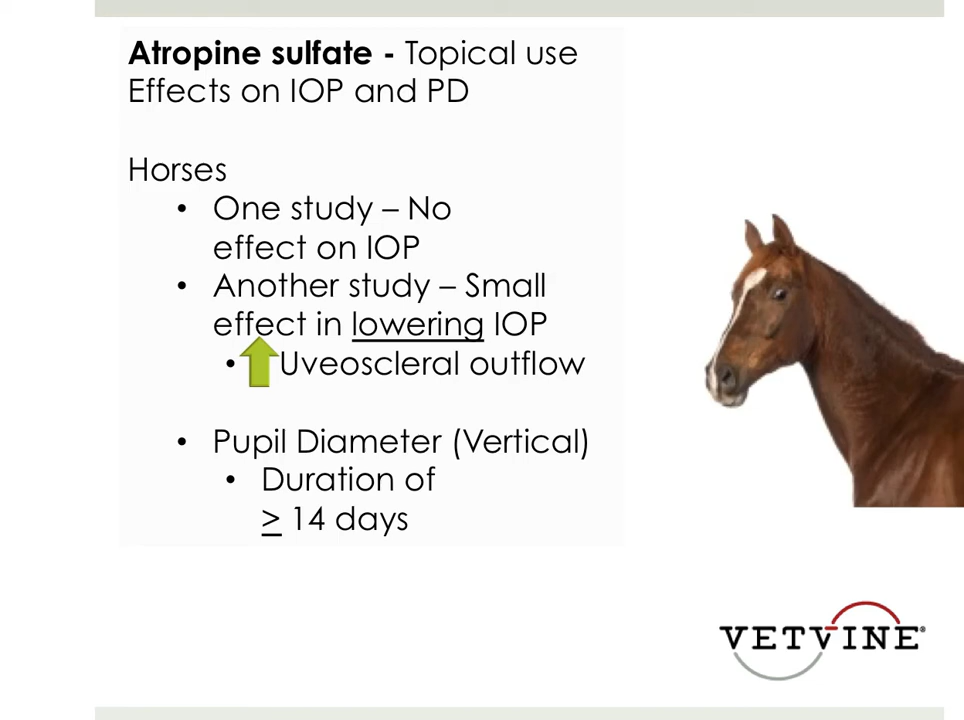 Atropine sulfate - Topical use
Effects on IOP and PD
Horses
• One study – No
effect on IOP
• Another study – Small
effect in lowering IOP
• Uveoscleral outflow
• Pupil Diameter (Vertical)
• Duration of
≥ 14 days
VETVINE®